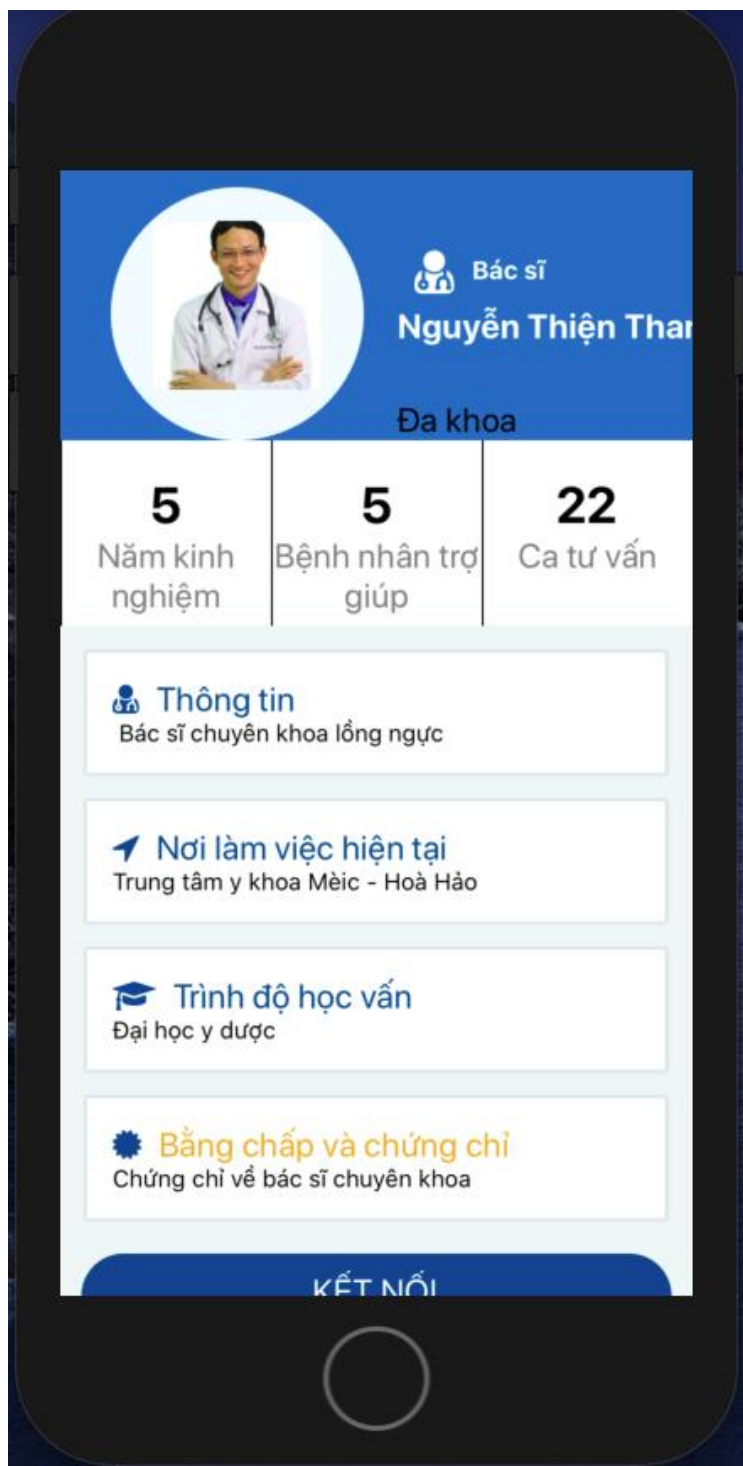 Bác sĩ
Nguyễn Thiện Than
Đa khoa
5
Năm kinh
nghiệm
5
Bệnh nhân trợ
giúp
22
Ca tư vấn
Thông tin
Bác sĩ chuyên khoa lồng ngực
Nơi làm việc hiện tại
Trung tâm y khoa Mèic - Hoà Hảo
Trình độ học vấn
Đại học y dược
Bằng chấp và chứng chỉ
Chứng chỉ về bác sĩ chuyên khoa
KẾT NỐI